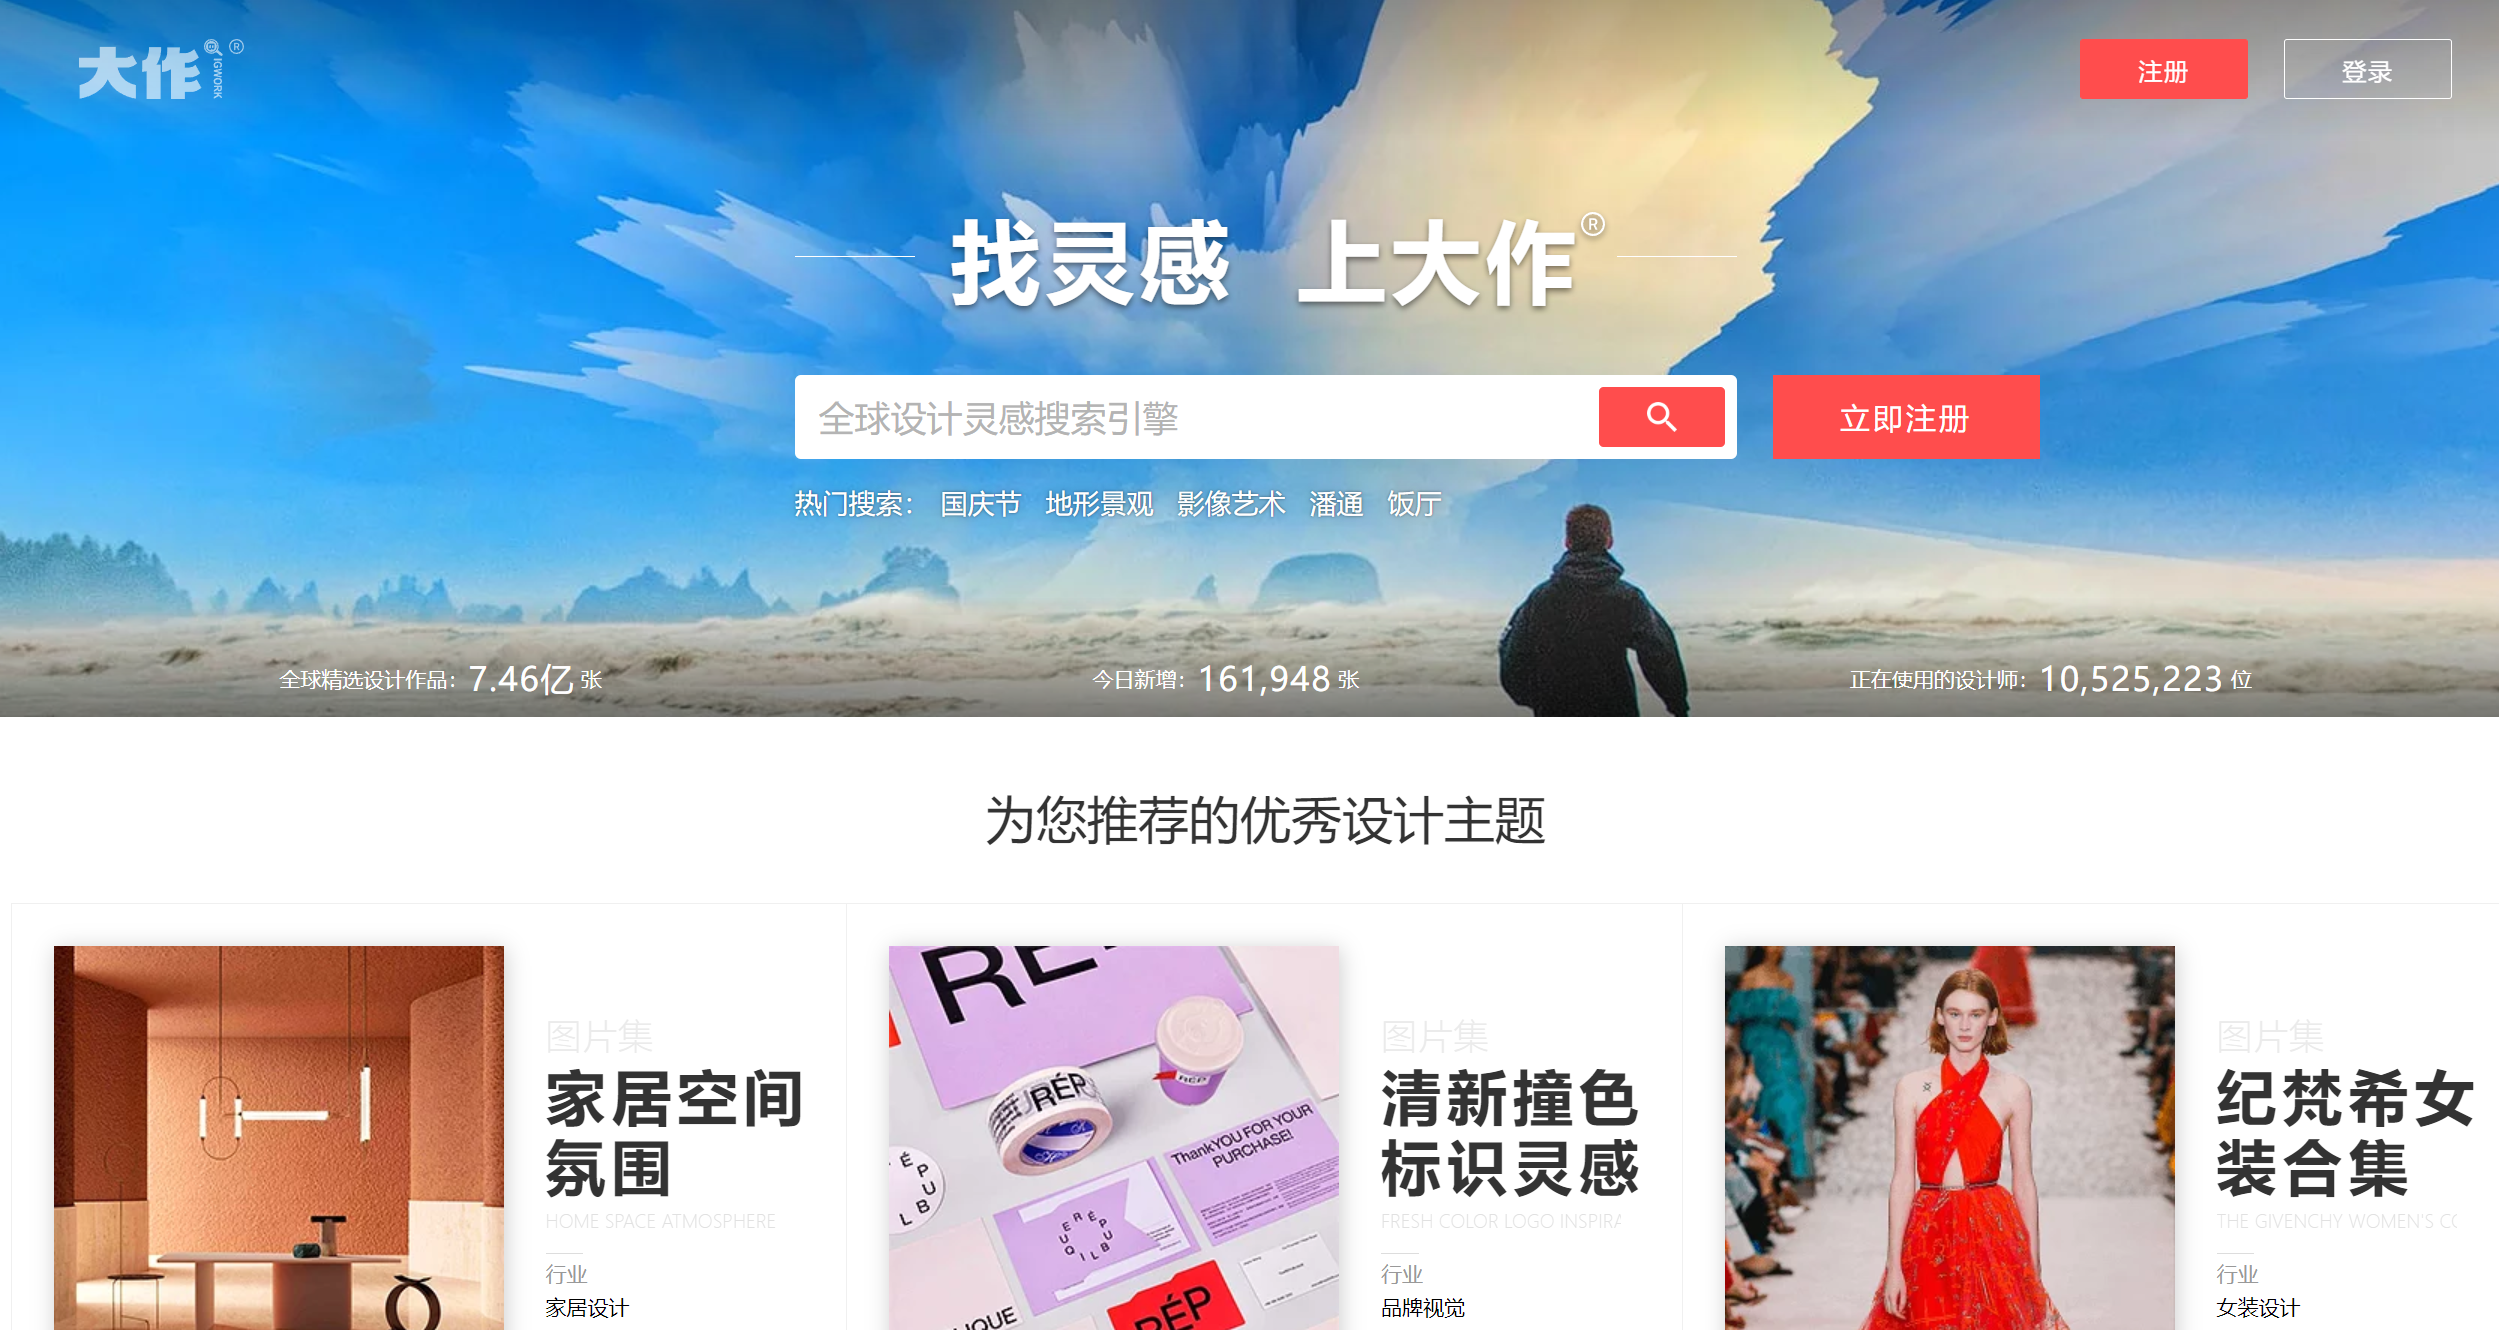 大作 IGWORK ®
注册
登录
找灵感 上大作®
全球设计灵感搜索引擎
立即注册
热门搜索： 国庆节 地形景观 影像艺术 潘通 饭厅
全球精选设计作品：7.46亿 张
今日新增：161,948 张
正在使用的设计师：10,525,223 位
为您推荐的优秀设计主题
图片集
家居空间
氛围
HOME SPACE ATMOSPHERE
行业
家居设计
RÉP
RÉP
RÉP
ThankYOU FOR YOUR
PURCHASE!
RÉP
图片集
清新撞色
标识灵感
FRESH COLOR LOGO INSPIRA
行业
品牌视觉
图片集
纪梵希女
装合集
THE GIVENCHY WOMEN'S CO
行业
女装设计